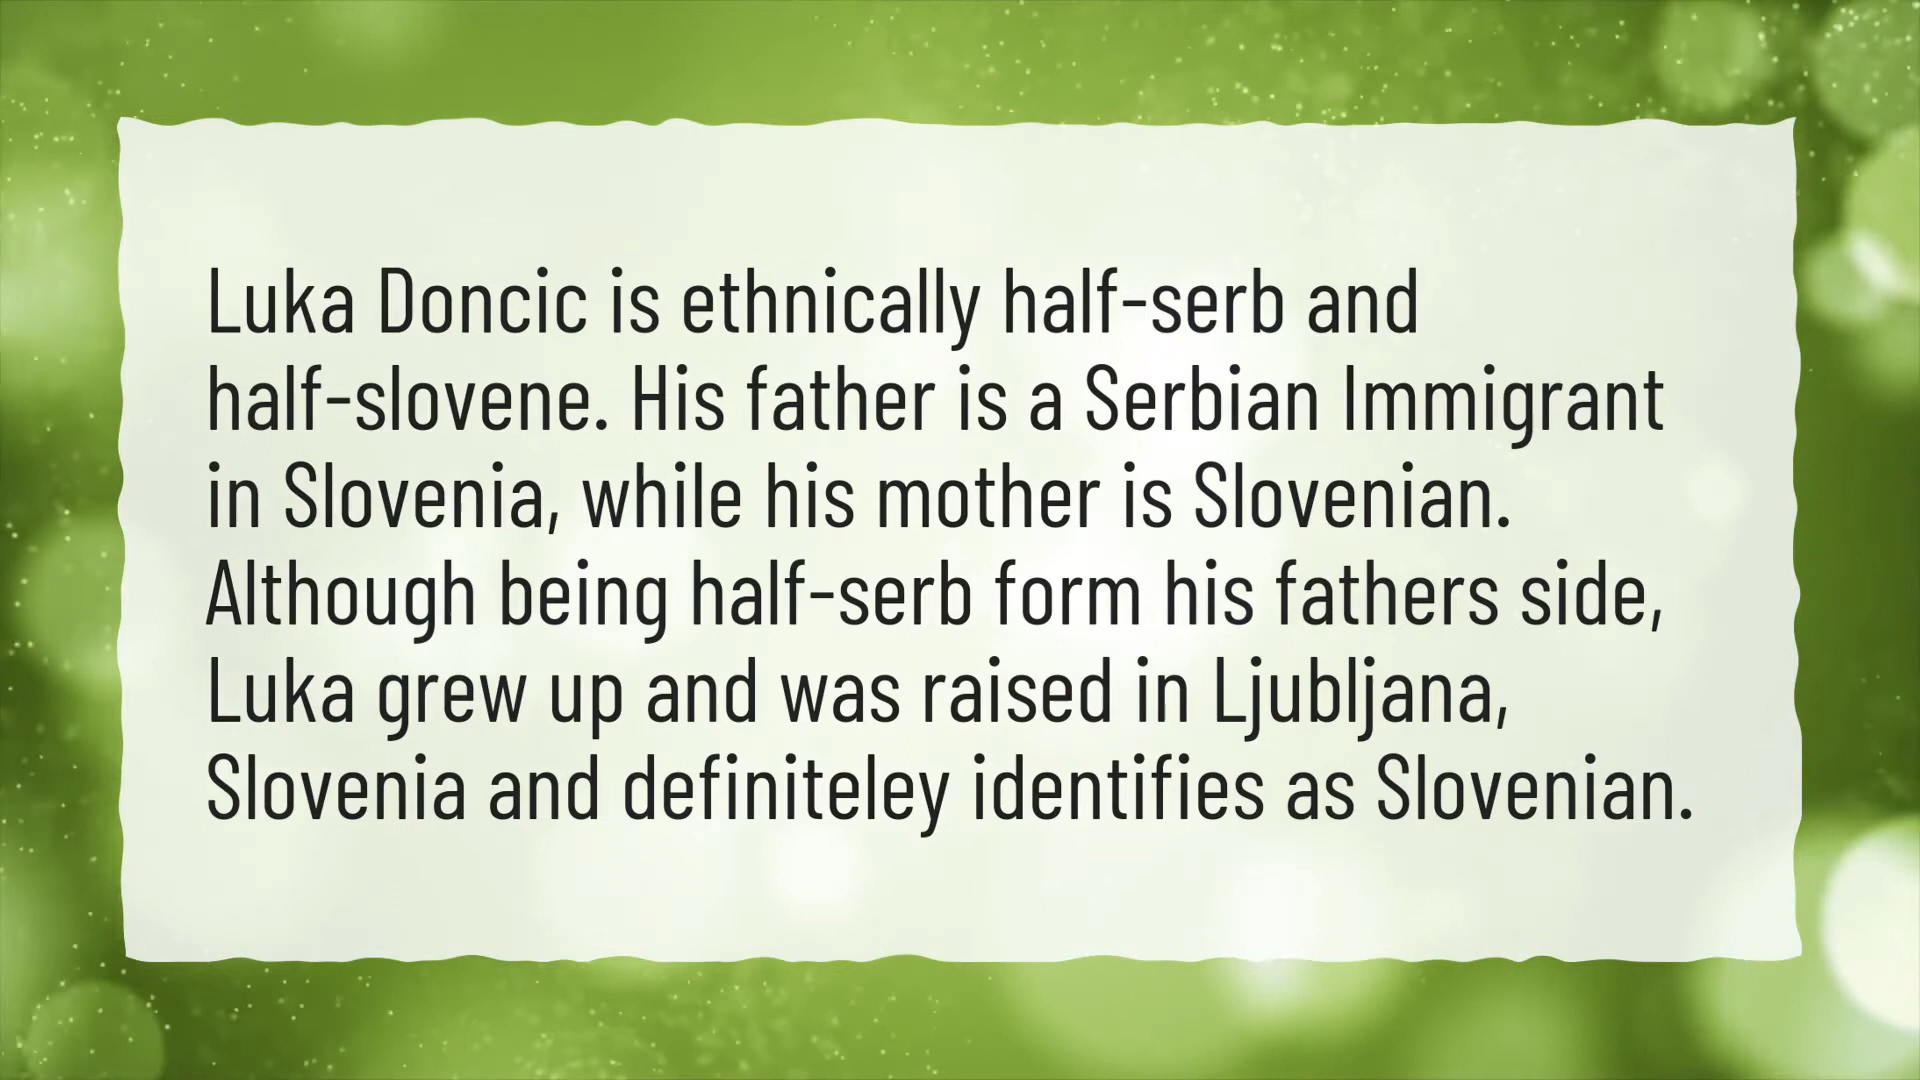 Luka Doncic is ethnically half-serb and
half-slovene. His father is a Serbian Immigrant
in Slovenia, while his mother is Slovenian.
Although being half-serb form his fathers side,
Luka grew up and was raised in Ljubljana,
Slovenia and definiteley identifies as Slovenian.